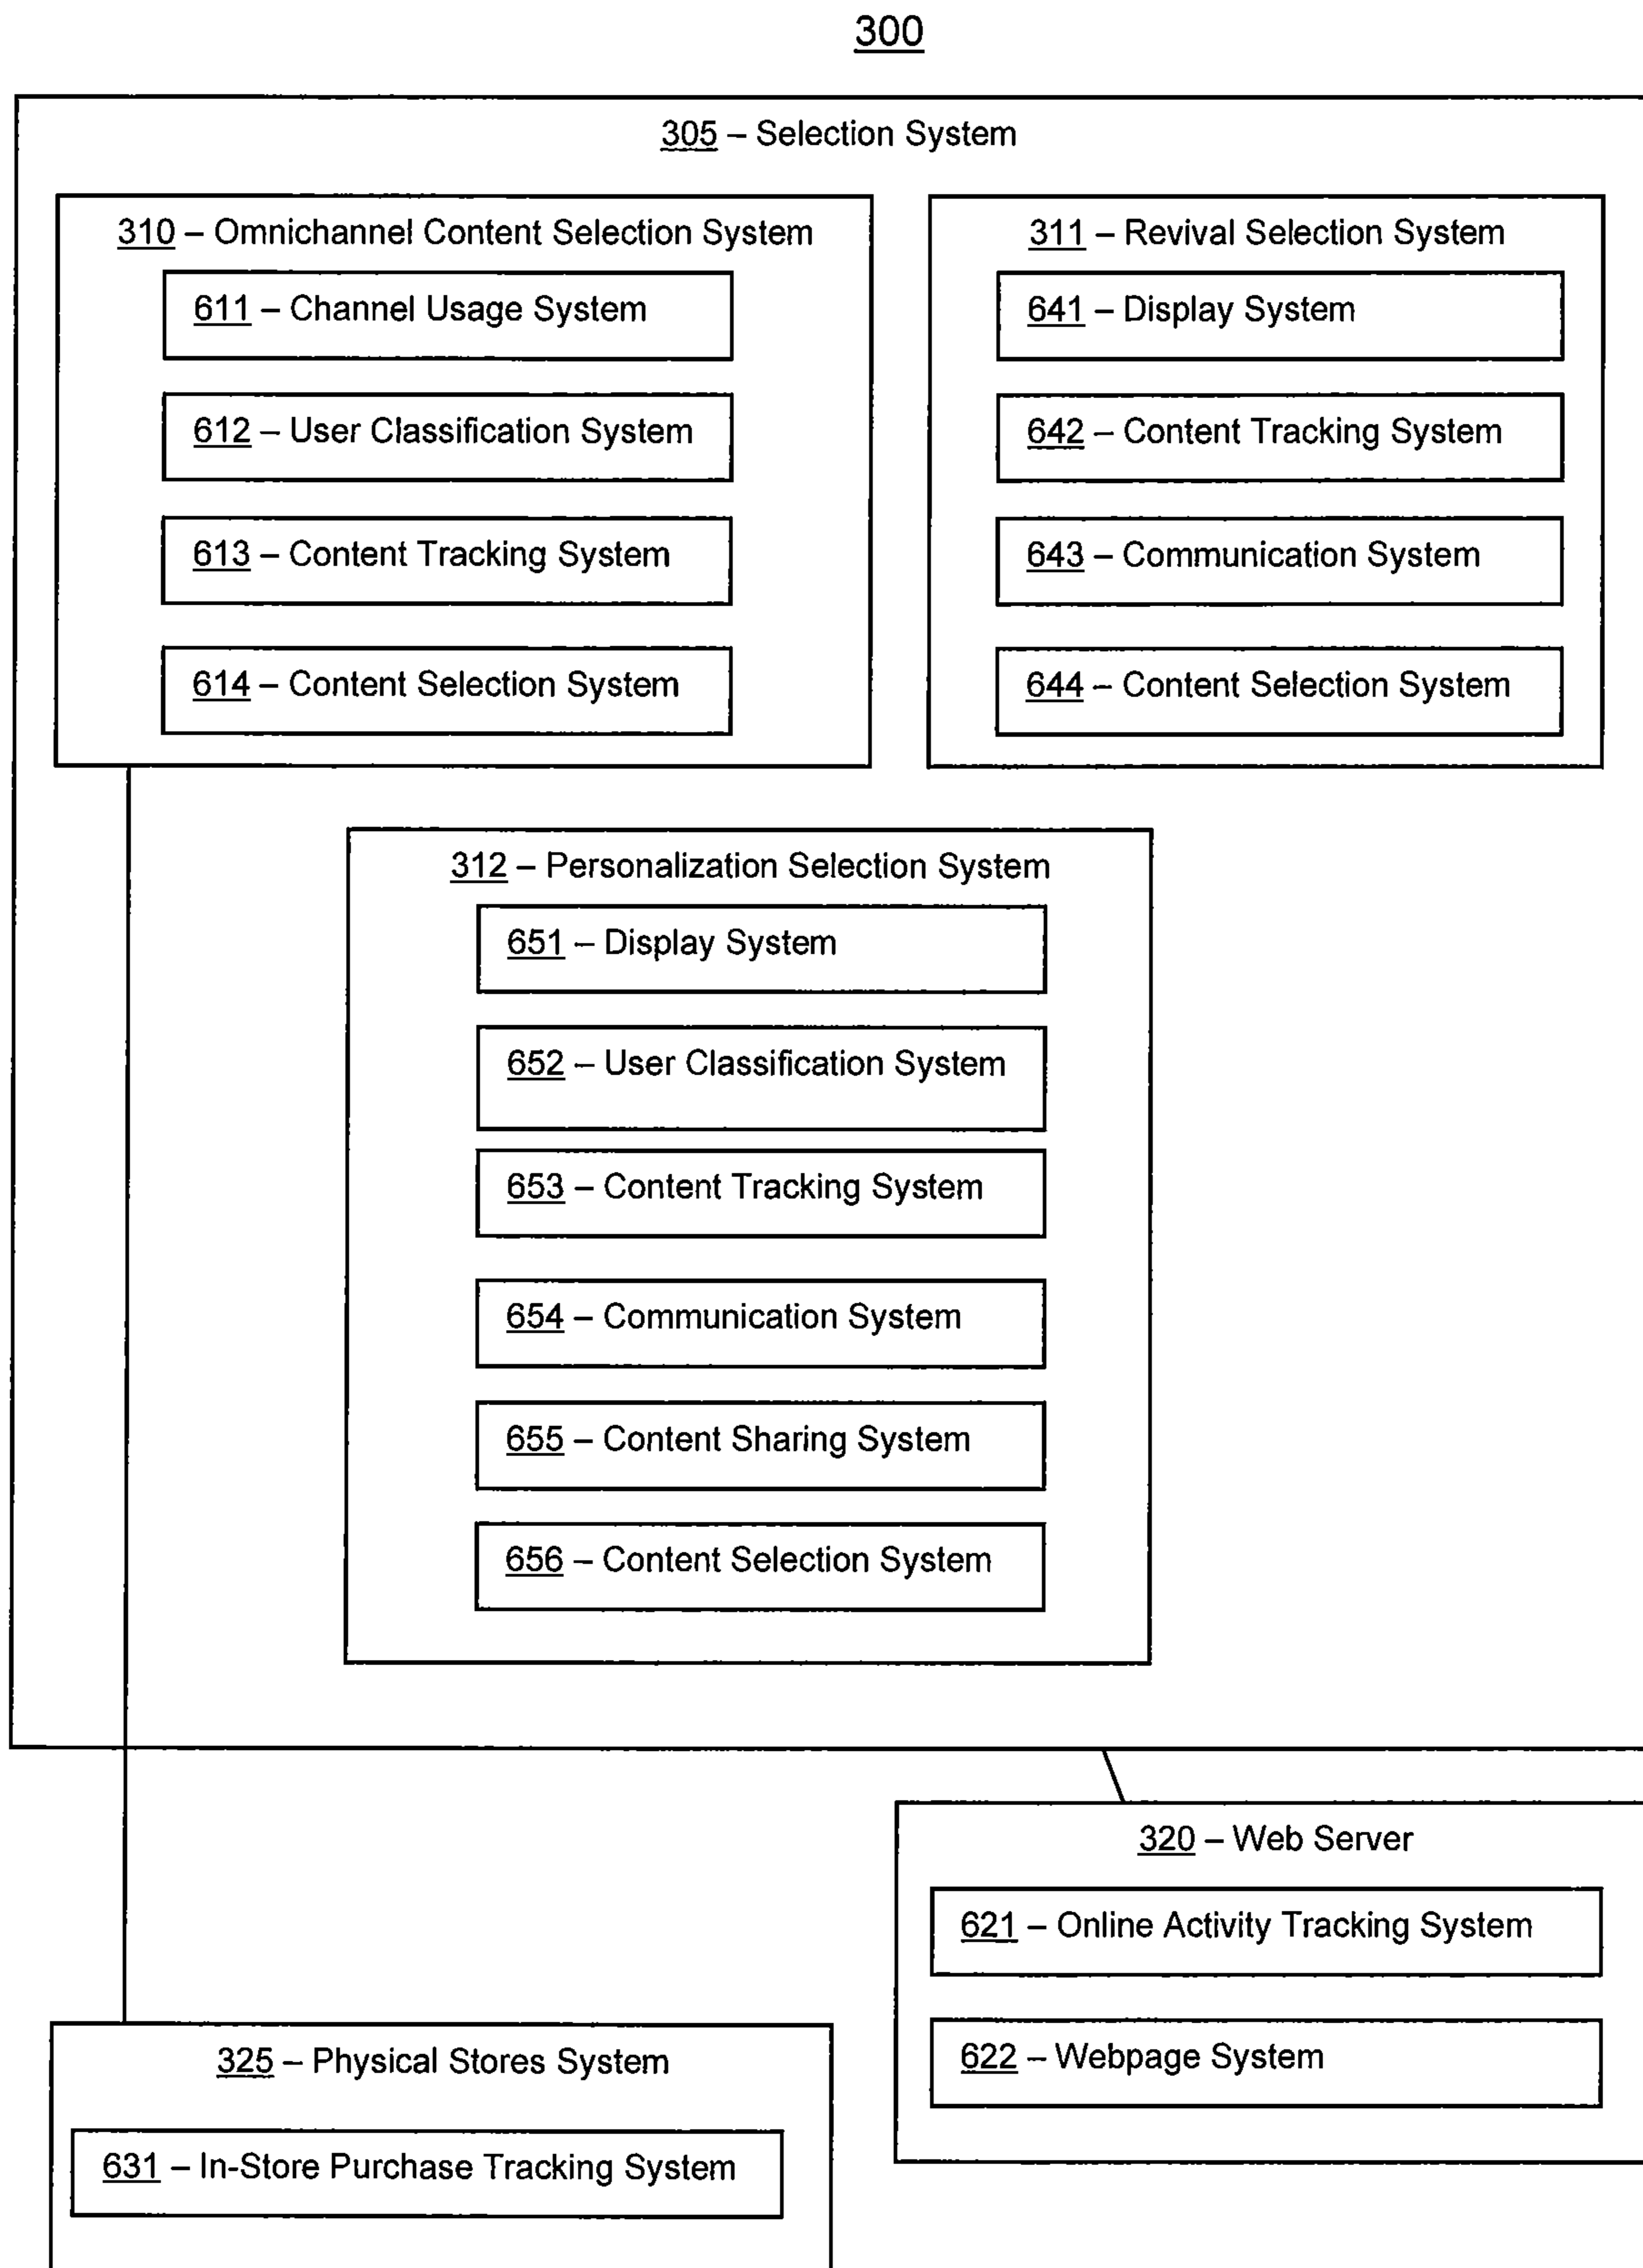 300
305 – Selection System
310 – Omnichannel Content Selection System
611 – Channel Usage System
612 – User Classification System
613 – Content Tracking System
614 – Content Selection System
311 – Revival Selection System
641 – Display System
642 – Content Tracking System
643 – Communication System
644 – Content Selection System
312 – Personalization Selection System
651 – Display System
652 – User Classification System
653 – Content Tracking System
654 – Communication System
655 – Content Sharing System
656 – Content Selection System
320 – Web Server
621 – Online Activity Tracking System
622 – Webpage System
325 – Physical Stores System
631 – In-Store Purchase Tracking System